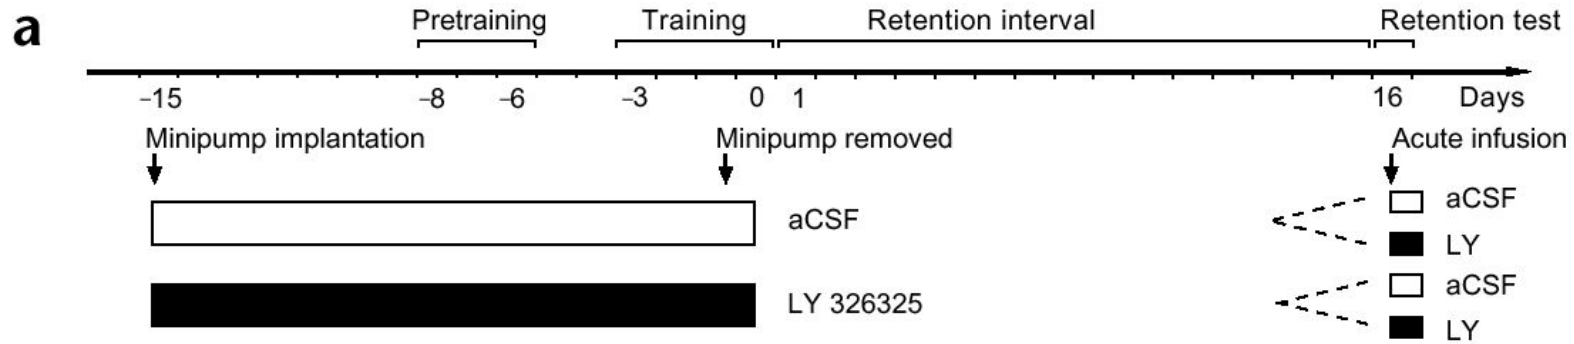 a
Pretraining Training Retention interval Retention test
–15 –8 –6 –3 0 1 16 Days
Minipump implantation Minipump removed Acute infusion
aCSF aCSF
LY
LY 326325 aCSF
LY